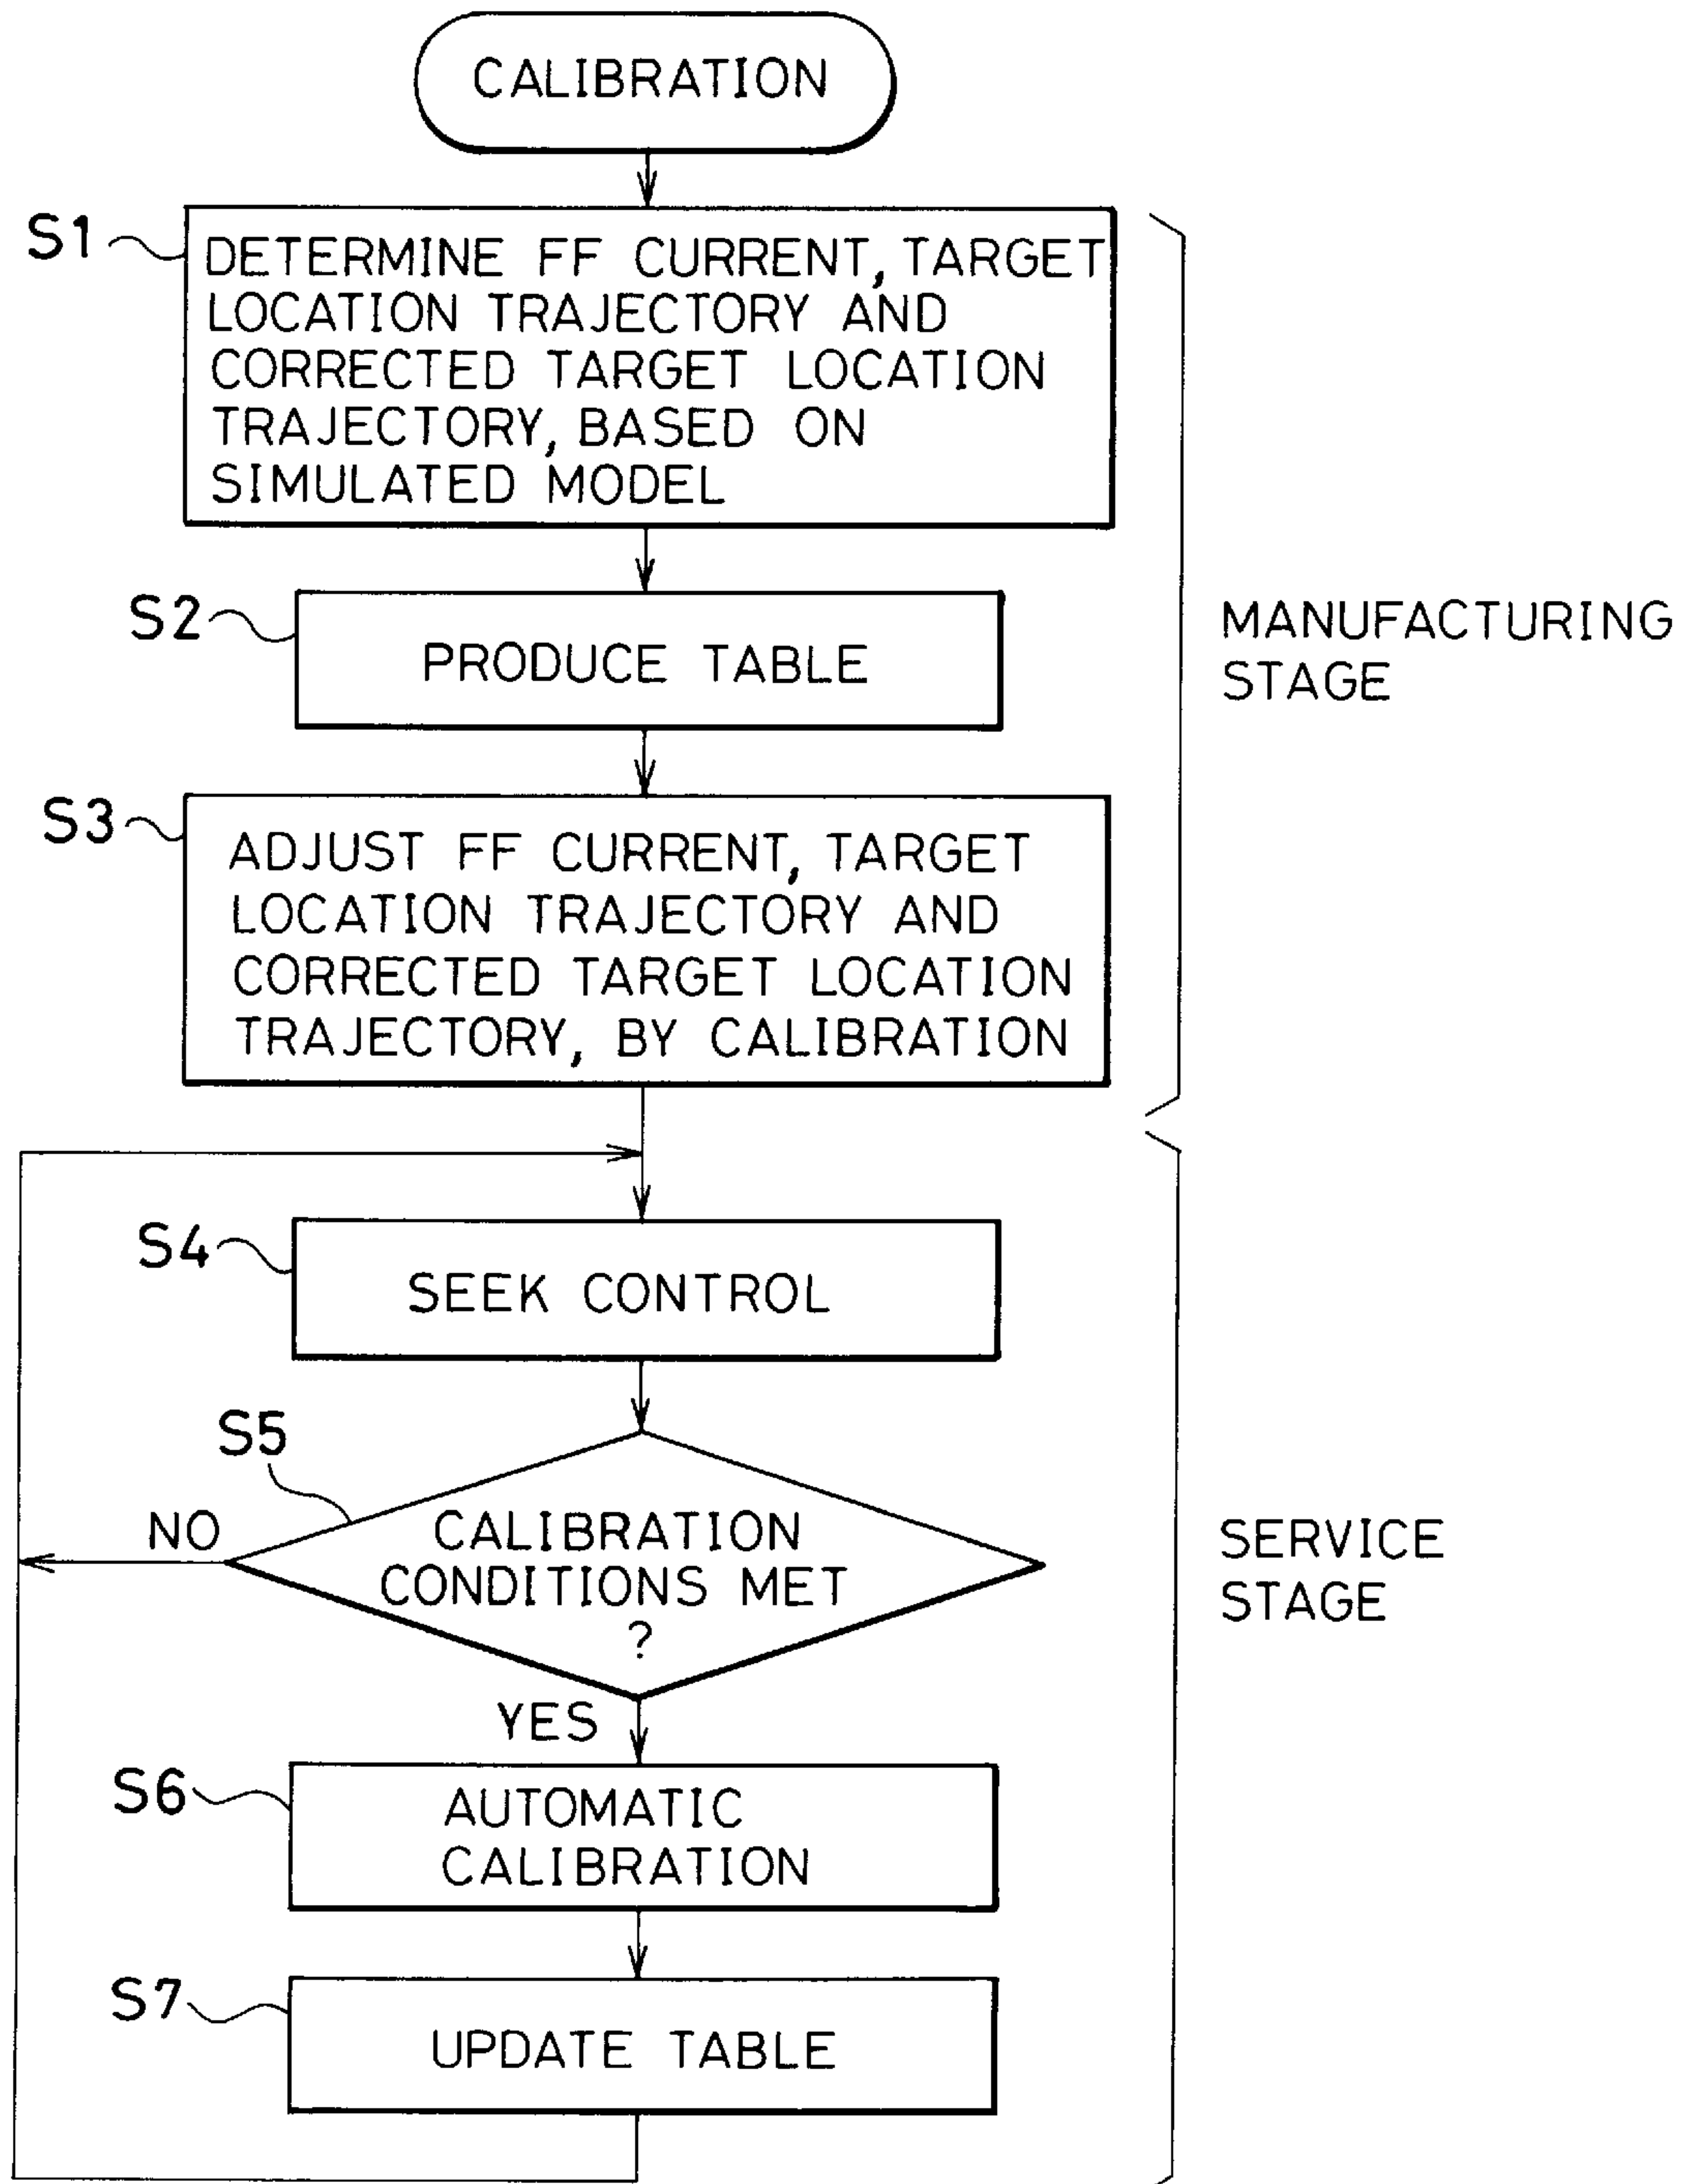 CALIBRATION
S1
DETERMINE FF CURRENT, TARGET
LOCATION TRAJECTORY AND
CORRECTED TARGET LOCATION
TRAJECTORY, BASED ON
SIMULATED MODEL
S2
PRODUCE TABLE
MANUFACTURING
STAGE
S3
ADJUST FF CURRENT, TARGET
LOCATION TRAJECTORY AND
CORRECTED TARGET LOCATION
TRAJECTORY, BY CALIBRATION
S4
SEEK CONTROL
S5
NO
CALIBRATION
CONDITIONS MET
?
YES
SERVICE
STAGE
S6
AUTOMATIC
CALIBRATION
S7
UPDATE TABLE